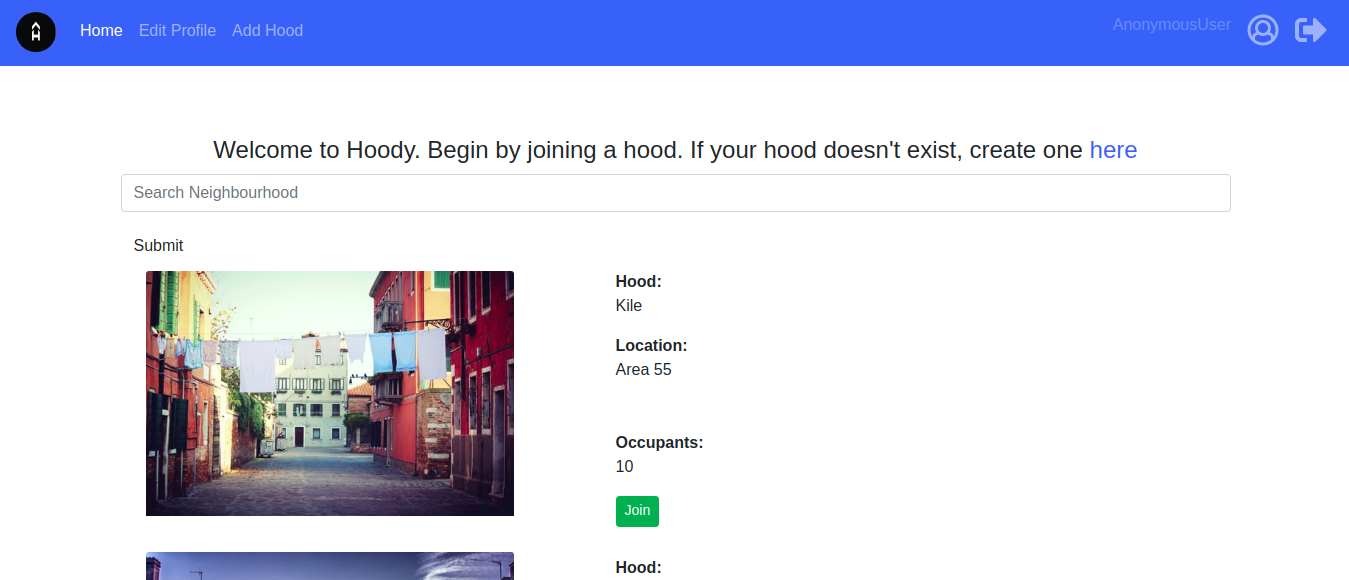 Home Edit Profile Add Hood AnonymousUser
Welcome to Hoody. Begin by joining a hood. If your hood doesn't exist, create one here
Search Neighbourhood
Submit
Hood:
Kile
Location:
Area 55
Occupants:
10
Join
Hood: